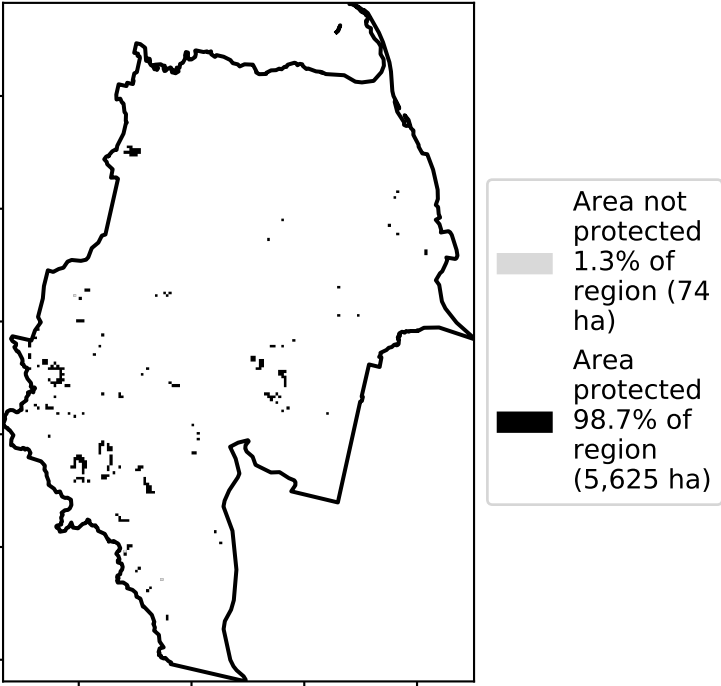 Area not
protected
1.3% of
region (74
ha)
Area
protected
98.7% of
region
(5,625 ha)